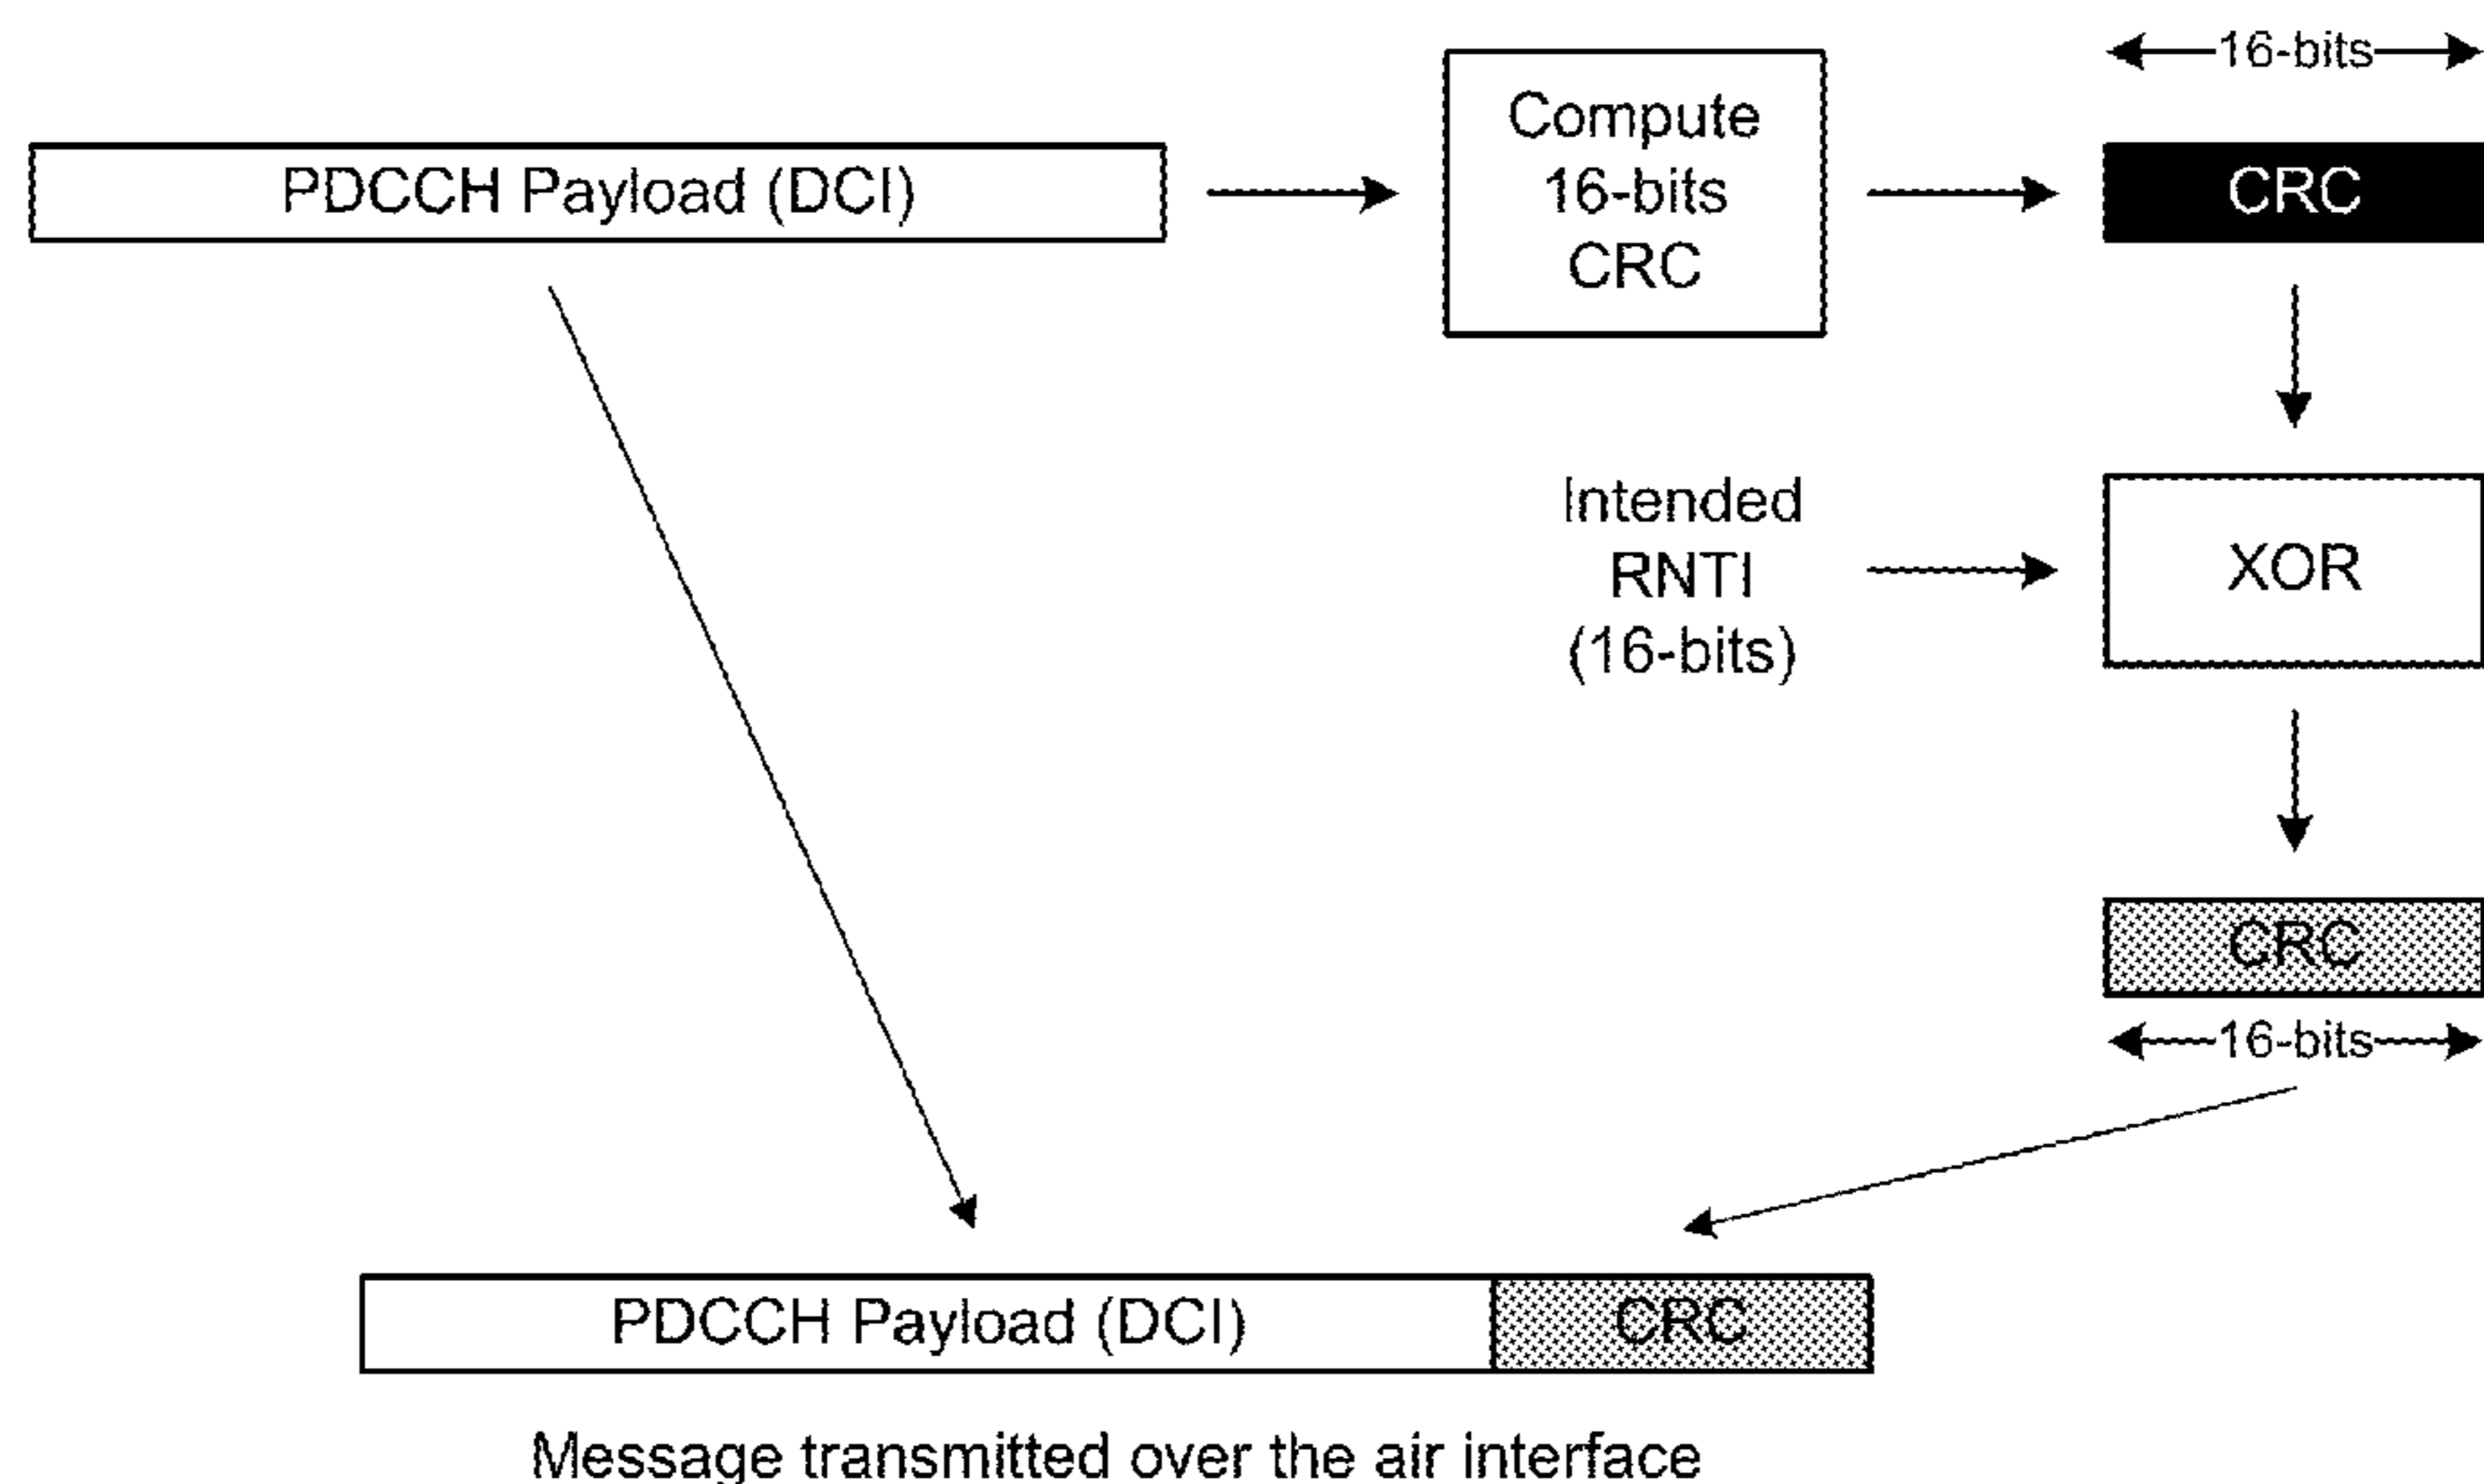 16-bits
PDCCH Payload (DCI)
Compute
16-bits
CRC
CRC
Intended
RNTI
(16-bits)
XOR
CRC
16-bits
PDCCH Payload (DCI)
CRC
Message transmitted over the air interface